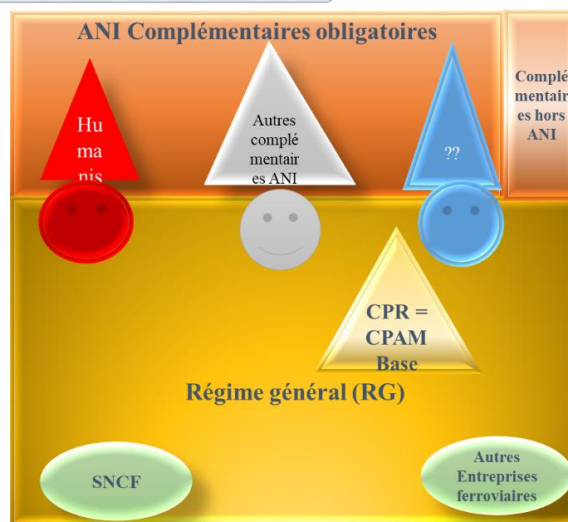 ANI Complémentaires obligatoires
Hu
ma
nis
Autres
complé
mentair
es ANI
??
Complé
mentair
es hors
ANI
CPR =
CPAM
Base
Régime général (RG)
SNCF
Autres
Entreprises
ferroviaires